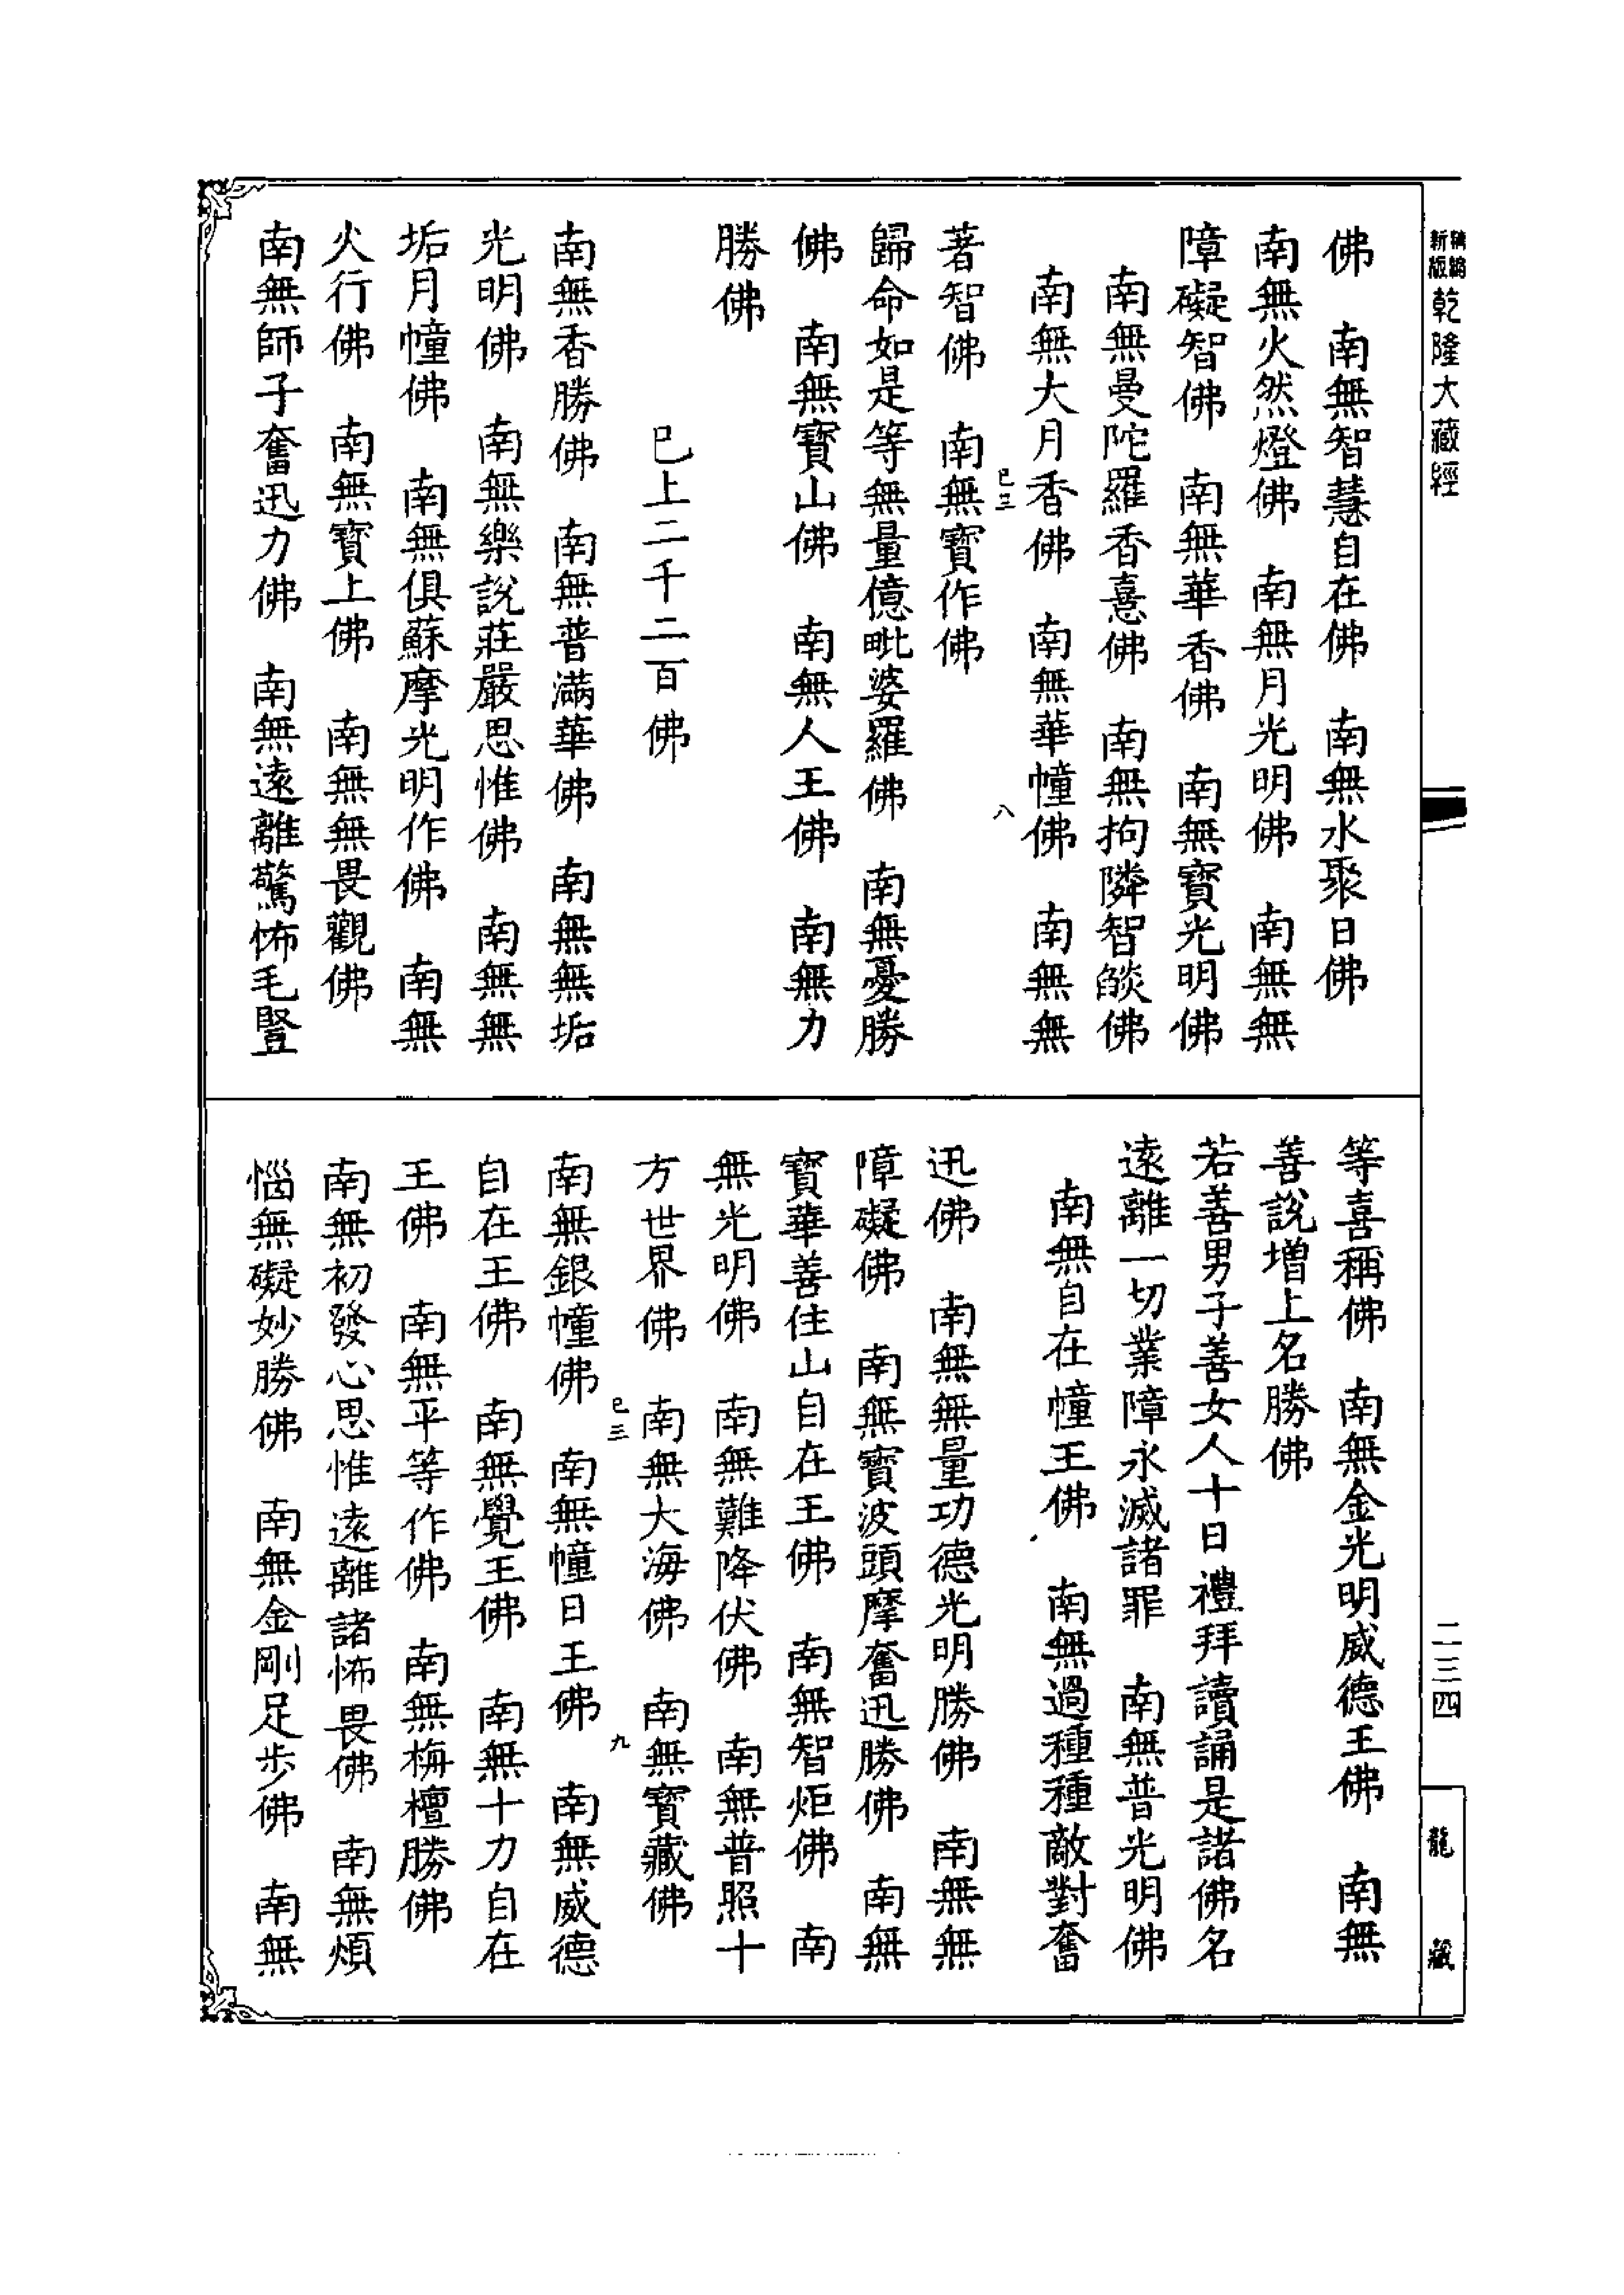 新版精縮乾隆大藏經
佛　南無智慧自在佛　南無水聚日佛
南無火然燈佛　南無月光明佛　南無無
障礙智佛　南無華香佛　南無寶光明佛
南無曼陀羅香憙佛　南無拘隣智燄佛
南無大月香佛　南無華幢佛　南無無
巳三
八
著智佛　南無寶作佛
歸命如是等無量億毗婆羅佛　南無憂勝
佛　南無寶山佛　南無人王佛　南無力
勝佛
巳上二千二百佛
南無香勝佛　南無普滿華佛　南無無垢
光明佛　南無樂說莊嚴思惟佛　南無無
垢月幢佛　南無俱蘇摩光明作佛　南無
火行佛　南無寶上佛　南無無畏觀佛
南無師子奮迅力佛　南無遠離驚怖毛豎
等喜稱佛　南無金光明威德王佛　南無
善說增上名勝佛
若善男子善女人十日禮拜讀誦是諸佛名
遠離一切業障永滅諸罪　南無普光明佛
南無自在幢王佛　南無過種種敵對奮
迅佛　南無無量功德光明勝佛　南無無
障礙佛　南無寶波頭摩奮迅勝佛　南無
寶華善住山自在王佛　南無智炬佛　南
無光明佛　南無難降伏佛　南無普照十
方世界佛　南無大海佛　南無寶藏佛
巳三
九
南無銀幢佛　南無幢日王佛　南無威德
自在王佛　南無覺王佛　南無十力自在
王佛　南無平等作佛　南無栴檀勝佛
南無初發心思惟遠離諸怖畏佛　南無煩
惱無礙妙勝佛　南無金剛足步佛　南無
二三四
龍藏